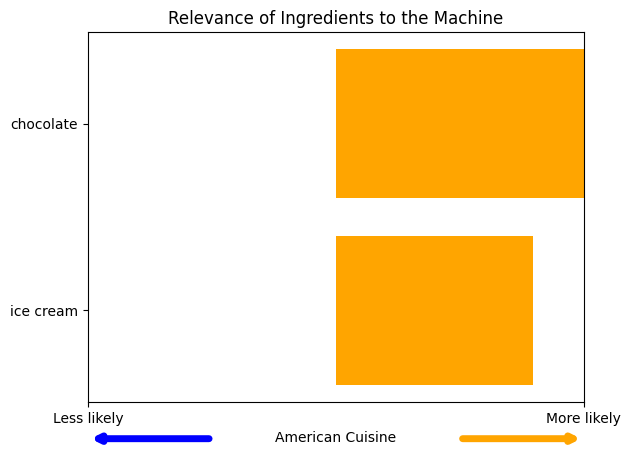 Relevance of Ingredients to the Machine
chocolate
ice cream
Less likely
More likely
American Cuisine